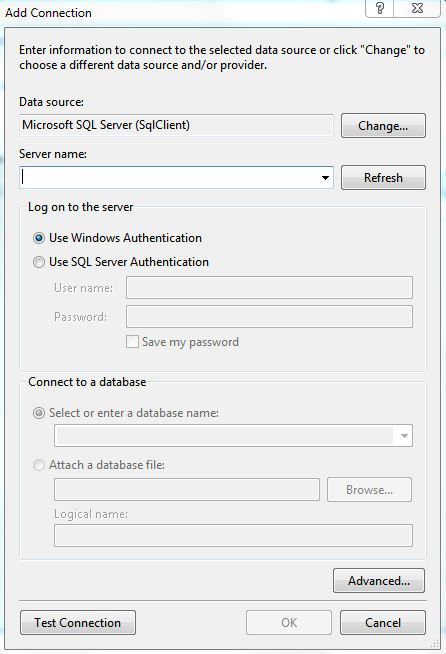 Add Connection
?
Enter information to connect to the selected data source or click "Change" to
choose a different data source and/or provider.
Data source:
Microsoft SQL Server (SqlClient)
Change...
Server name:
Refresh
Log on to the server
Use Windows Authentication
Use SQL Server Authentication
User name:
Password:
Save my password
Connect to a database
Select or enter a database name:
Attach a database file:
Browse...
Logical name:
Advanced...
Test Connection
OK
Cancel